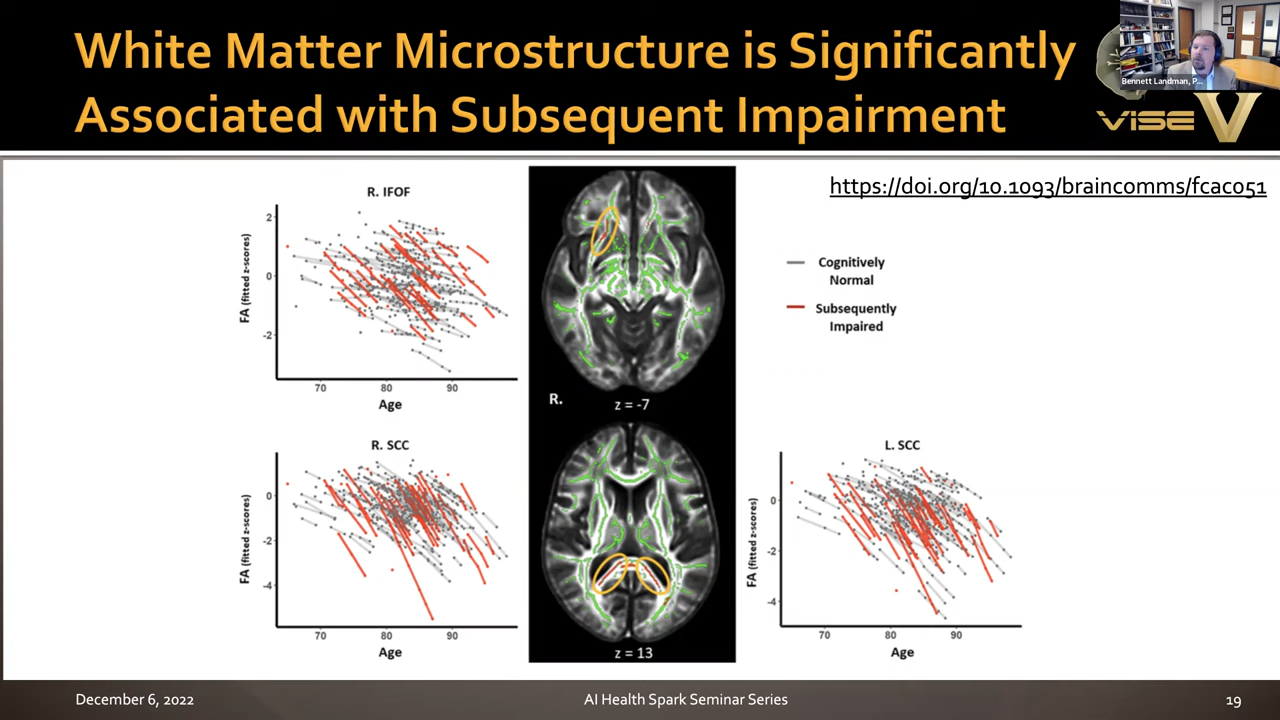 White Matter Microstructure is Significantly
Associated with Subsequent Impairment
Bennett Landman, P...
VISE V
https://doi.org/10.1093/braincomms/fcac051
R. IFOF
FA (fitted z-scores)
2
0
-2
70 80 90
Age
R.
z = -7
Cognitively
Normal
Subsequently
Impaired
R. SCC
FA (fitted z-scores)
0
-2
-4
70 80 90
Age
z = 13
L. SCC
FA (fitted z-scores)
0
-2
-4
70 80 90
Age
December 6, 2022
AI Health Spark Seminar Series
19